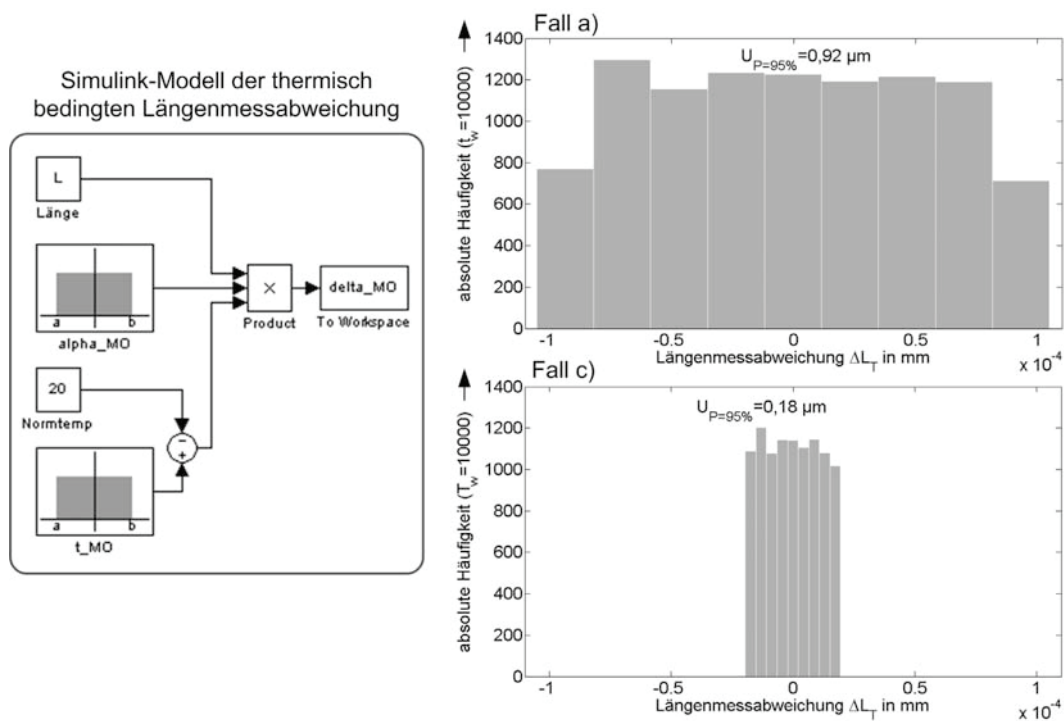 Simulink-Modell der thermisch
bedingten Längenmessabweichung
L
Länge
a
b
alpha_MO
20
Normtemp
a
b
t_MO
-
+
×
Product
delta_MO
To Workspace
Fall a)
U_P=95%=0,92 µm
absolute Häufigkeit (t_w=10000)
1400
1200
1000
800
600
400
200
0
-1
-0.5
0
0.5
1
x 10^-4
Längenmessabweichung ΔL_T in mm
Fall c)
U_P=95%=0,18 µm
absolute Häufigkeit (T_w=10000)
1400
1200
1000
800
600
400
200
0
-1
-0.5
0
0.5
1
x 10^-4
Längenmessabweichung ΔL_T in mm